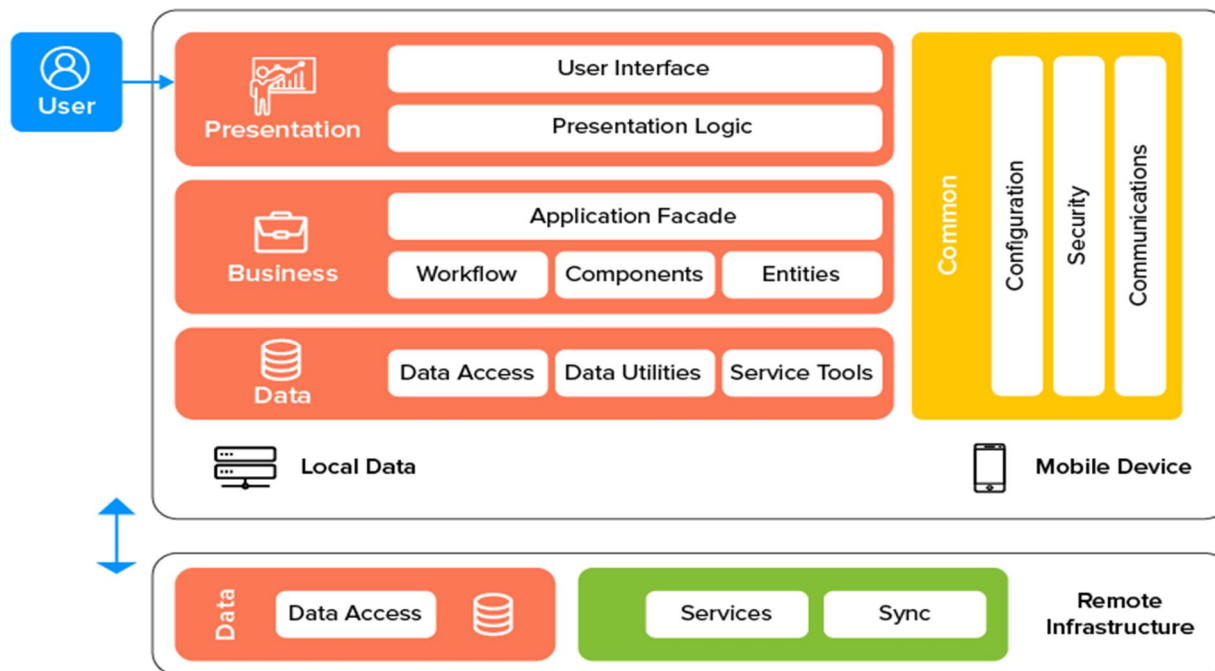 User
Presentation
User Interface
Presentation Logic
Business
Application Facade
Workflow
Components
Entities
Data
Data Access
Data Utilities
Service Tools
Common
Configuration
Security
Communications
Local Data
Mobile Device
Data
Data Access
Services
Sync
Remote
Infrastructure